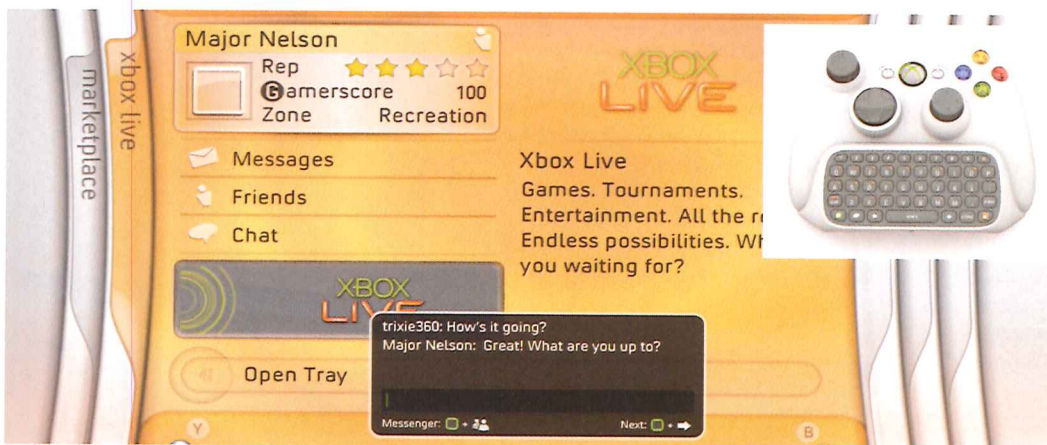 marketplace
xbox live
Major Nelson
Rep
Gamerscore 100
Zone Recreation
Messages
Friends
Chat
XBOX
LIVE
Open Tray
XBOX
LIVE
Xbox Live
Games. Tournaments.
Entertainment. All the
Endless possibilities.
you waiting for?
trixie360: How's it going?
Major Nelson: Great! What are you up to?
Messenger: +
Next: +
Y
B